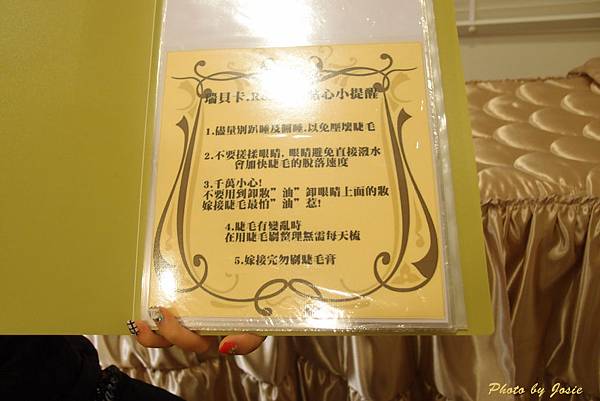 瑞貝卡.R 貼心小提醒
1.儘量別趴睡及側睡.以免壓壞睫毛
2.不要搓揉眼睛,眼睛避免直接潑水
會加快睫毛的脫落速度
3.千萬小心!
不要用到卸妝"油"卸眼睛上面的妝
嫁接睫毛最怕"油"惹!
4.睫毛有變亂時
在用睫毛刷整理無需每天梳
5.嫁接完勿刷睫毛膏
Photo by Josie